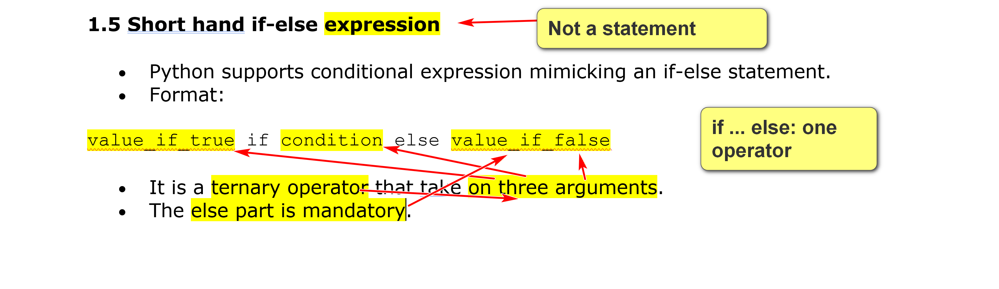 1.5 Short hand if-else expression
Not a statement
• Python supports conditional expression mimicking an if-else statement.
• Format:
if ... else: one
operator
value_if_true if condition else value_if_false
• It is a ternary operator that take on three arguments.
• The else part is mandatory.